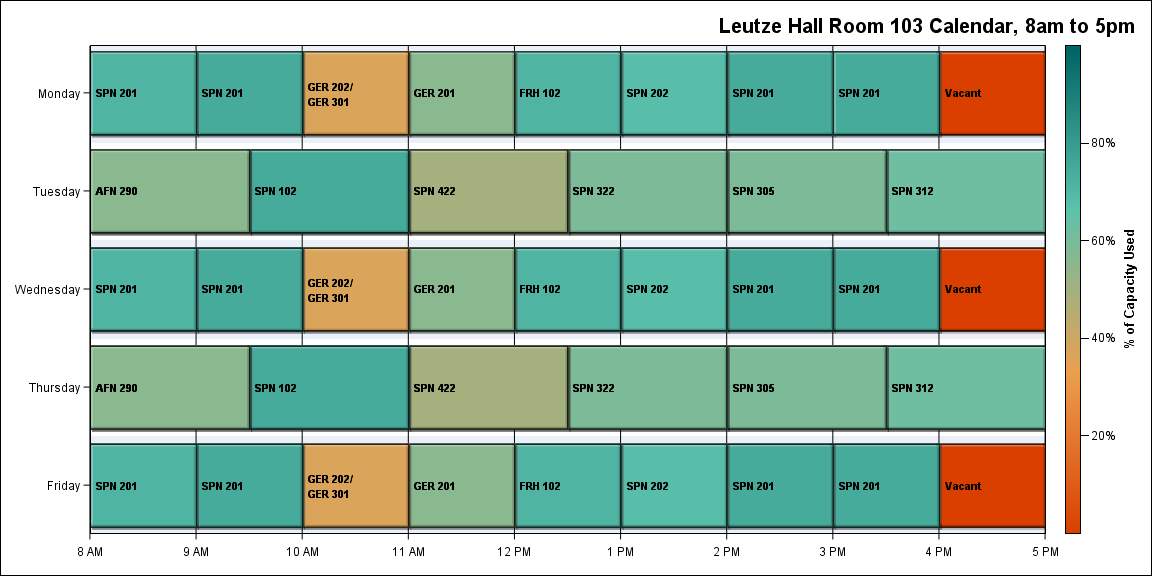 Leutze Hall Room 103 Calendar, 8am to 5pm
Monday
SPN 201
SPN 201
GER 202/
GER 301
GER 201
FRH 102
SPN 202
SPN 201
SPN 201
Vacant
Tuesday
AFN 290
SPN 102
SPN 422
SPN 322
SPN 305
SPN 312
Wednesday
SPN 201
SPN 201
GER 202/
GER 301
GER 201
FRH 102
SPN 202
SPN 201
SPN 201
Vacant
Thursday
AFN 290
SPN 102
SPN 422
SPN 322
SPN 305
SPN 312
Friday
SPN 201
SPN 201
GER 202/
GER 301
GER 201
FRH 102
SPN 202
SPN 201
SPN 201
Vacant
8 AM
9 AM
10 AM
11 AM
12 PM
1 PM
2 PM
3 PM
4 PM
5 PM
80%
60%
40%
20%
% of Capacity Used